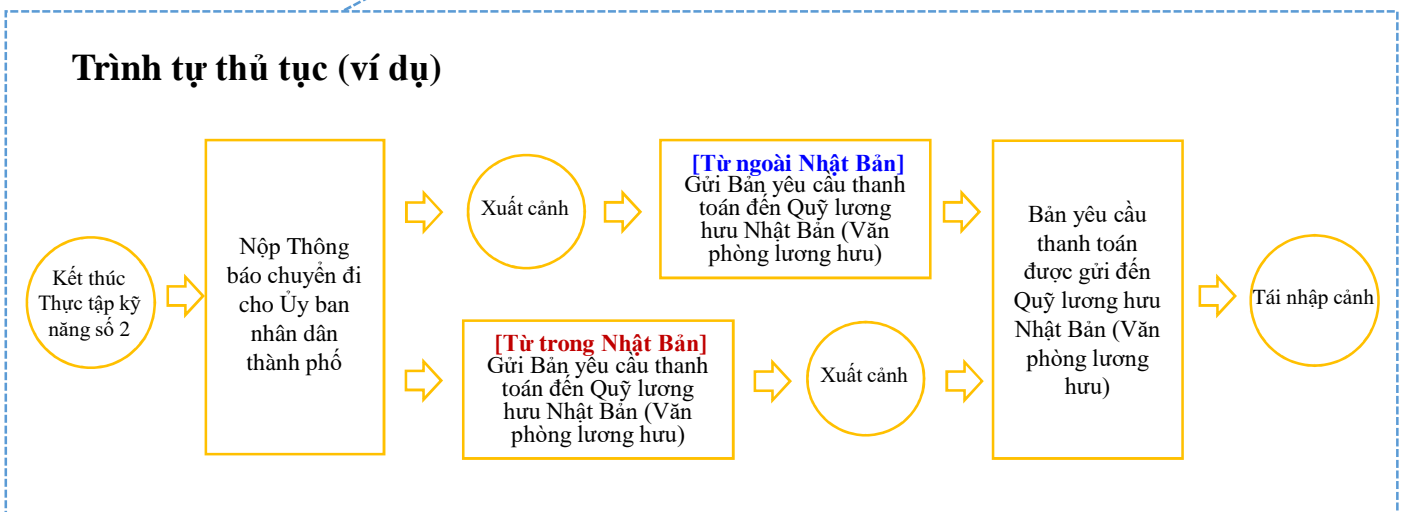 Trình tự thủ tục (ví dụ)
Kết thúc
Thực tập kỹ
năng số 2
Nộp Thông
báo chuyển đi
cho Ủy ban
nhân dân
thành phố
Xuất cảnh
[Từ ngoài Nhật Bản]
Gửi Bản yêu cầu thanh
toán đến Quỹ lương
hưu Nhật Bản (Văn
phòng lương hưu)
[Từ trong Nhật Bản]
Gửi Bản yêu cầu thanh
toán đến Quỹ lương
hưu Nhật Bản (Văn
phòng lương hưu)
Xuất cảnh
Bản yêu cầu
thanh toán
được gửi đến
Quỹ lương hưu
Nhật Bản (Văn
phòng lương
hưu)
Tái nhập cảnh